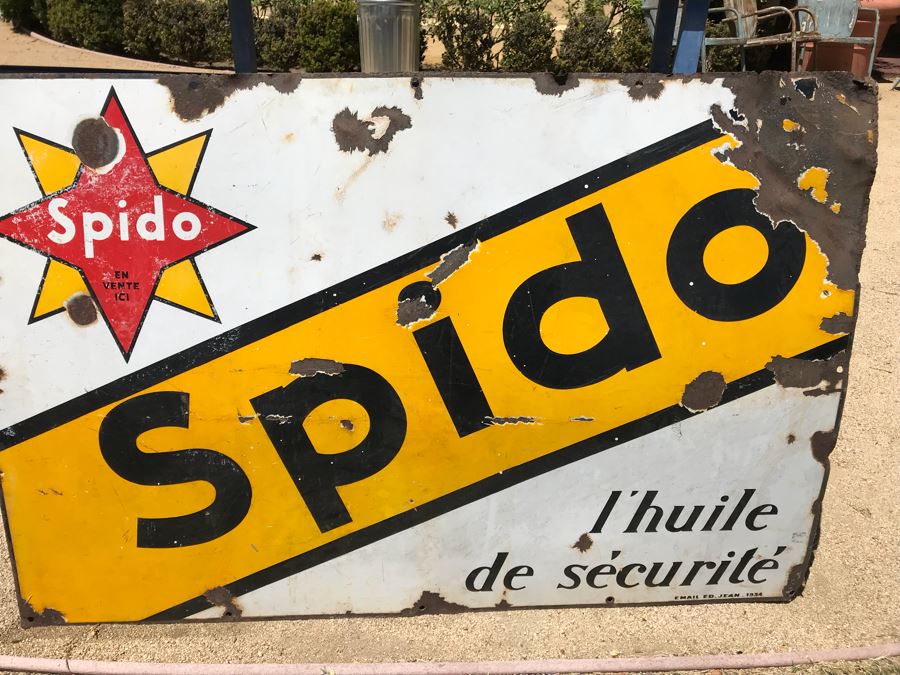 Spido
EN
VENTE
ICI
Spido
l'huile
de sécurité
EMAIL ED. JEAN. 1934